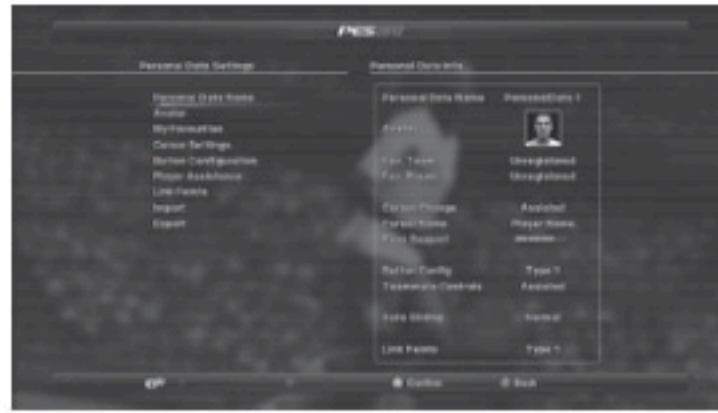 PES 2012
Personal Data Settings
Personal Data Info
Personal Data Name
Avatar
My Formation
Cursor Settings
Button Configuration
Player Assistance
Link Feints
Import
Export
Personal Data Name PersonalData 1
Avatar
Fav. Team Unregistered
Fav. Player Unregistered
Cursor Change Assisted
Cursor Name Player Name
Pass Support
Button Config Type 1
Teammate Controls Assisted
Auto Sliding Normal
Link Feints Type 1
Confirm
Back